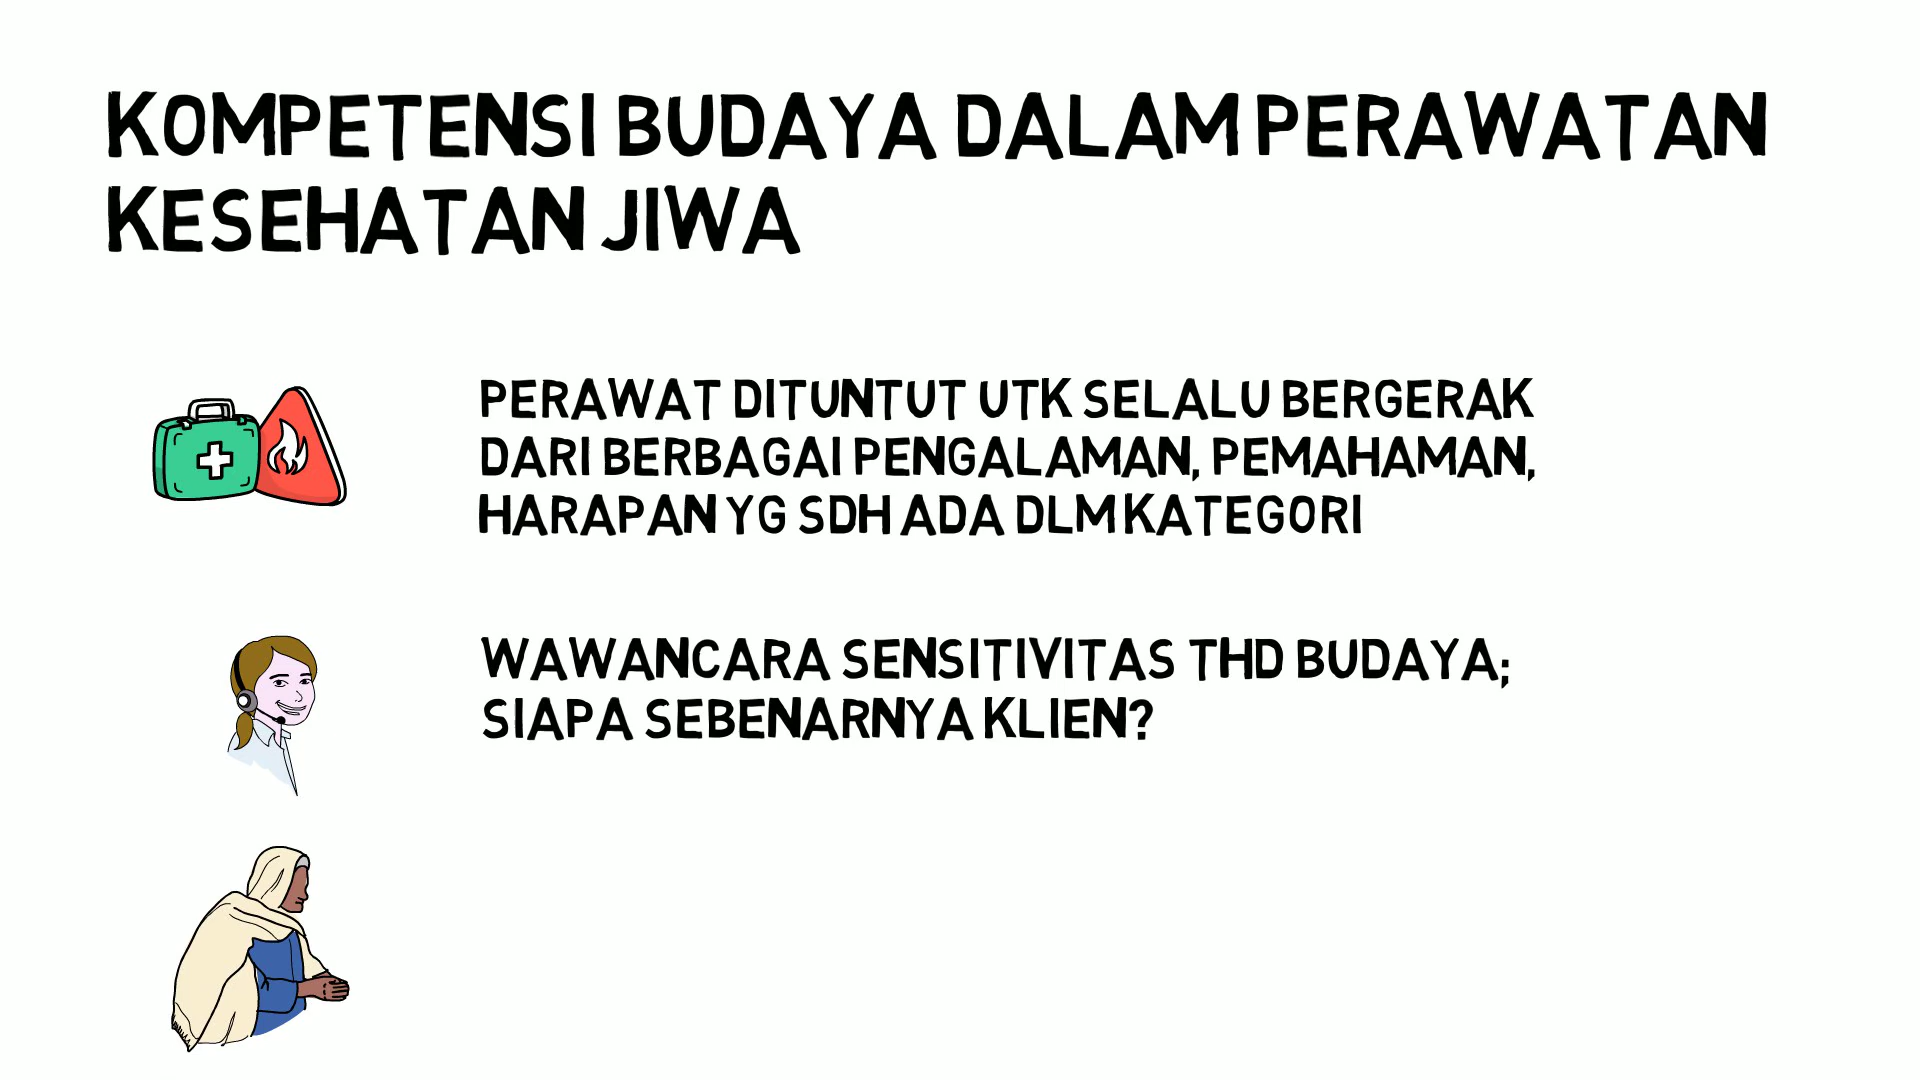 KOMPETENSI BUDAYA DALAM PERAWATAN
KESEHATAN JIWA
PERAWAT DITUNTUT UTK SELALU BERGERAK
DARI BERBAGAI PENGALAMAN, PEMAHAMAN,
HARAPAN YG SDH ADA DLM KATEGORI
WAWANCARA SENSITIVITAS THD BUDAYA;
SIAPA SEBENARNYA KLIEN?